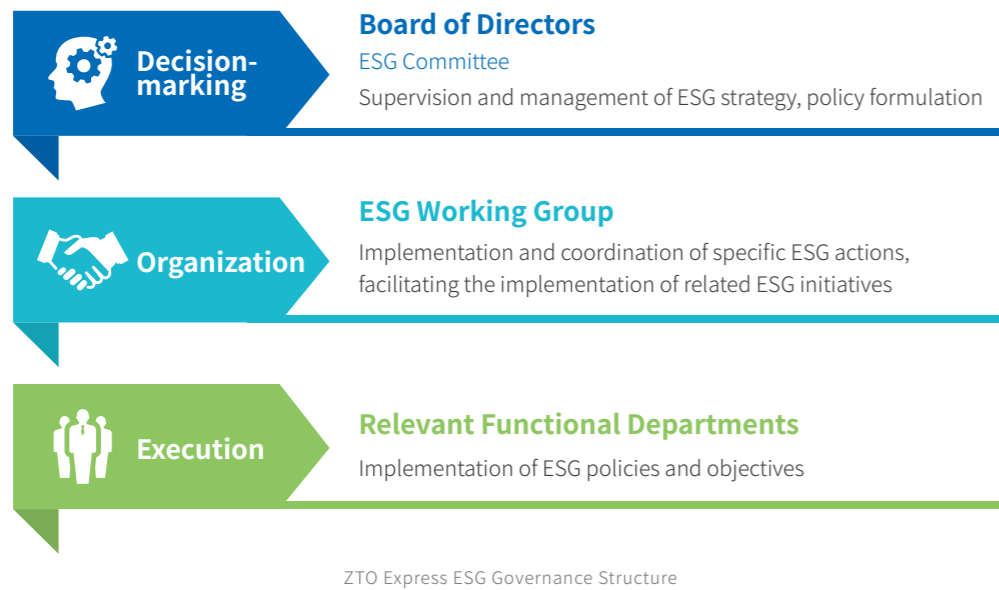 Decision-
marking
Board of Directors
ESG Committee
Supervision and management of ESG strategy, policy formulation
Organization
ESG Working Group
Implementation and coordination of specific ESG actions,
facilitating the implementation of related ESG initiatives
Execution
Relevant Functional Departments
Implementation of ESG policies and objectives
ZTO Express ESG Governance Structure